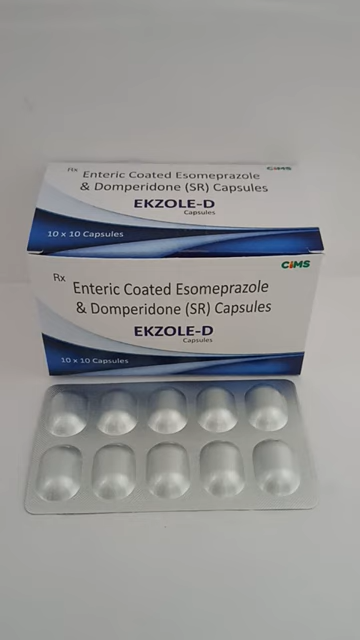 Rx
CiMS
Enteric Coated Esomeprazole
& Domperidone (SR) Capsules
EKZOLE-D
Capsules
10 x 10 Capsules
CiMS
Rx
Enteric Coated Esomeprazole
& Domperidone (SR) Capsules
EKZOLE-D
Capsules
10 x 10 Capsules